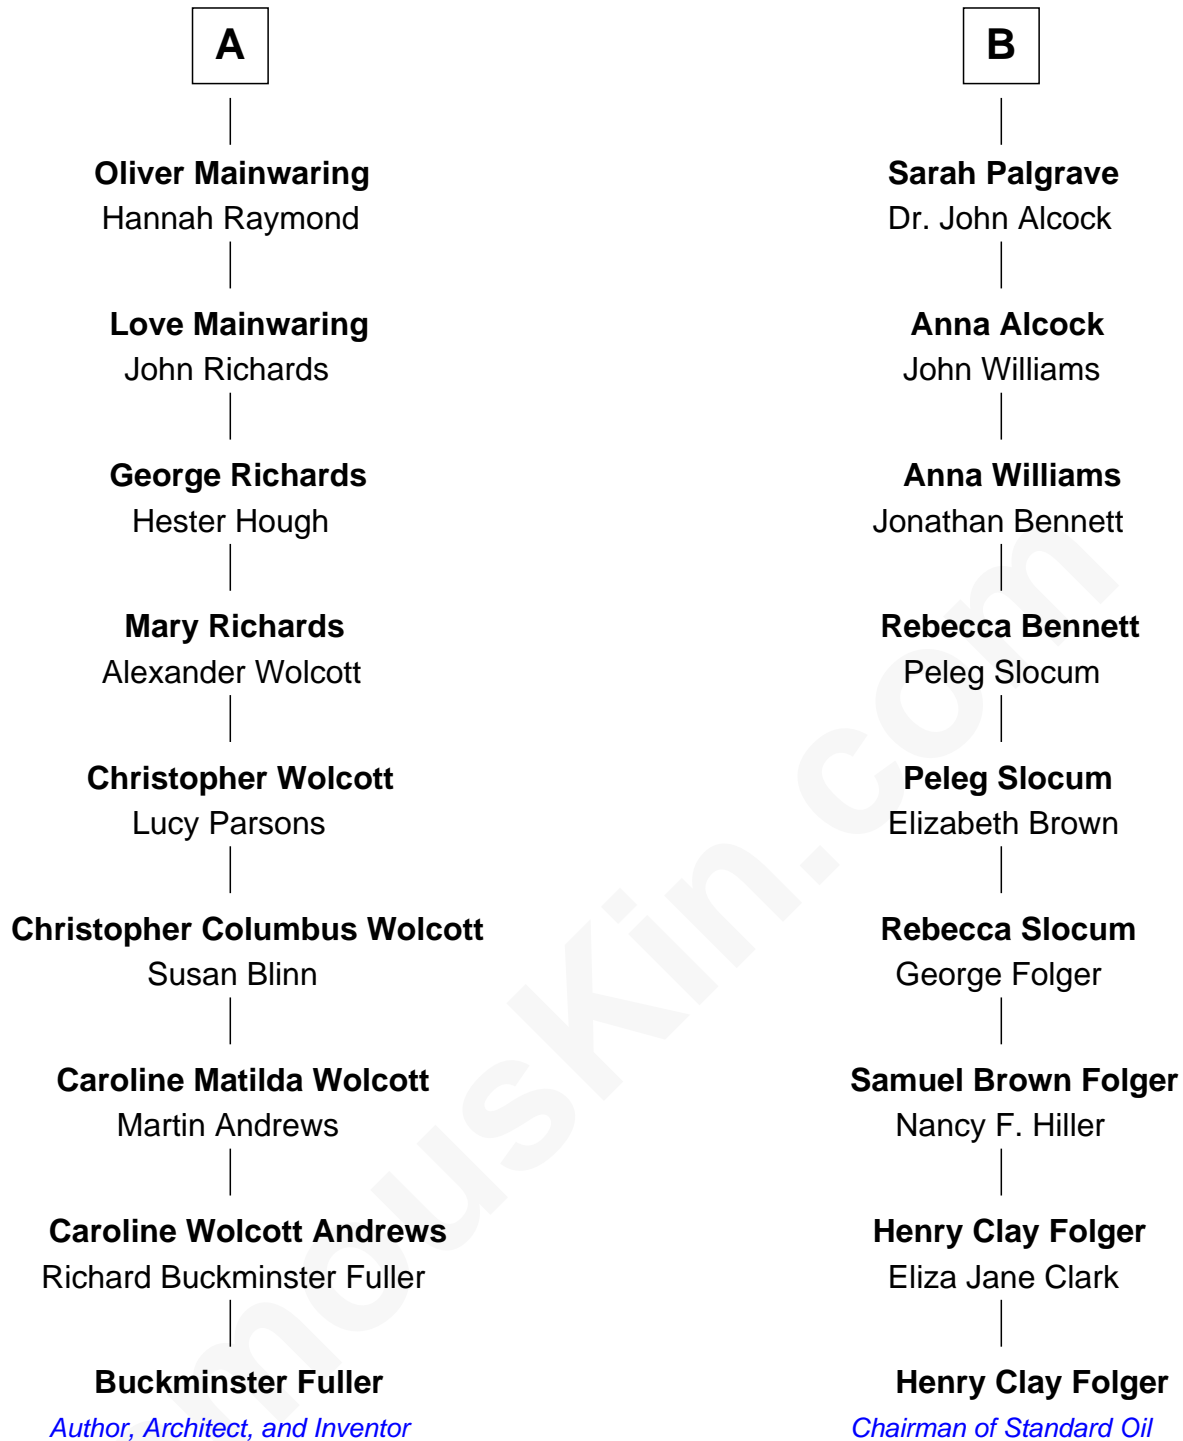 A
Oliver Mainwaring
Hannah Raymond
Love Mainwaring
John Richards
George Richards
Hester Hough
Mary Richards
Alexander Wolcott
Christopher Wolcott
Lucy Parsons
Christopher Columbus Wolcott
Susan Blinn
Caroline Matilda Wolcott
Martin Andrews
Caroline Wolcott Andrews
Richard Buckminster Fuller
Buckminster Fuller
Author, Architect, and Inventor
B
Sarah Palgrave
Dr. John Alcock
Anna Alcock
John Williams
Anna Williams
Jonathan Bennett
Rebecca Bennett
Peleg Slocum
Peleg Slocum
Elizabeth Brown
Rebecca Slocum
George Folger
Samuel Brown Folger
Nancy F. Hiller
Henry Clay Folger
Eliza Jane Clark
Henry Clay Folger
Chairman of Standard Oil
mousKin.com